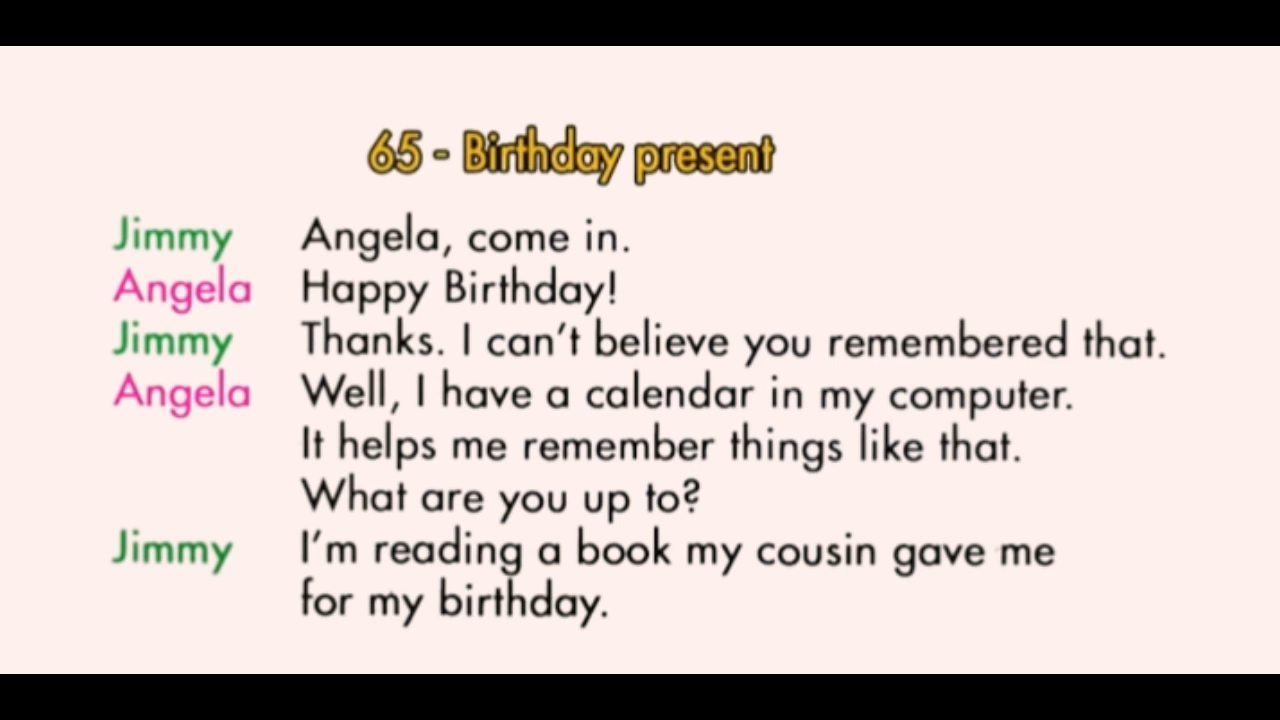 65 - Birthday present
Jimmy Angela, come in.
Angela Happy Birthday!
Jimmy Thanks. I can't believe you remembered that.
Angela Well, I have a calendar in my computer.
It helps me remember things like that.
What are you up to?
Jimmy I'm reading a book my cousin gave me
for my birthday.